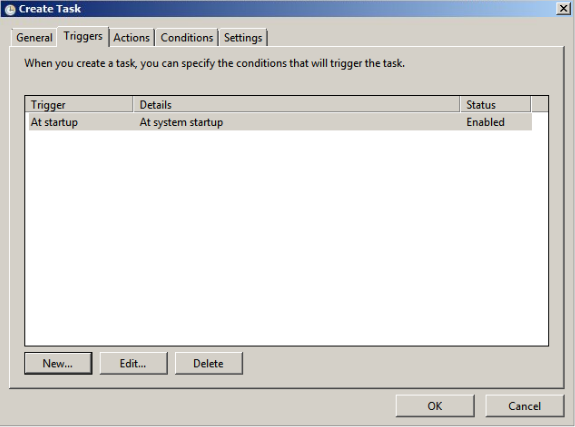 Create Task
General Triggers Actions Conditions Settings
When you create a task, you can specify the conditions that will trigger the task.
Trigger Details Status
At startup At system startup Enabled
New... Edit... Delete
OK Cancel